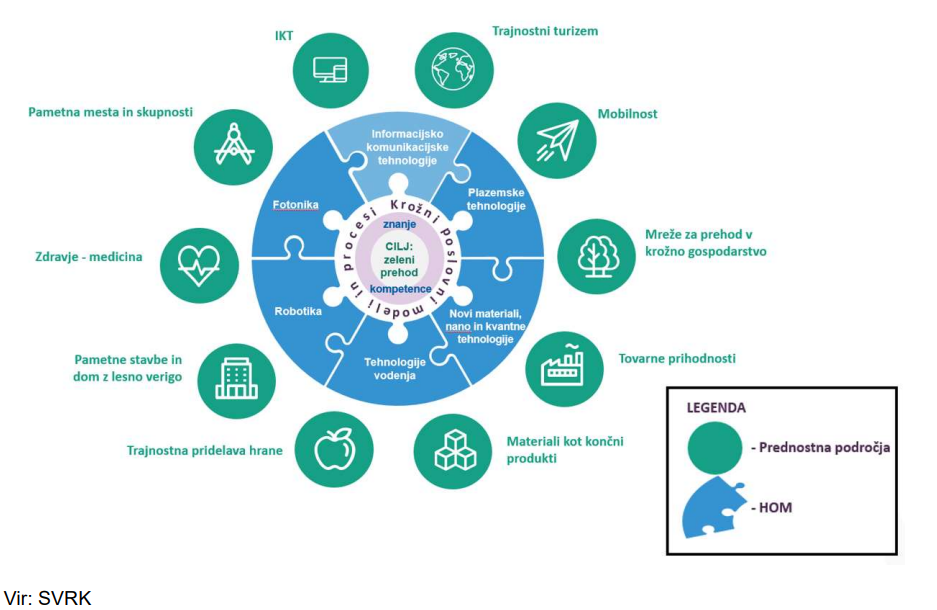 IKT
Trajnostni turizem
Pametna mesta in skupnosti
Mobilnost
Informacijsko
komunikacijske
tehnologije
Fotonika
Plazemske
tehnologije
Krožni poslovni modeli in procesi
znanje
CILJ:
zeleni
prehod
kompetence
Mreže za prehod v
krožno gospodarstvo
Zdravje - medicina
Robotika
Novi materiali,
nano in kvantne
tehnologije
Tehnologije
vodenja
Pametne stavbe in
dom z lesno verigo
Tovarne prihodnosti
Trajnostna pridelava hrane
Materiali kot končni
produkti
LEGENDA
- Prednostna področja
- HOM
Vir: SVRK